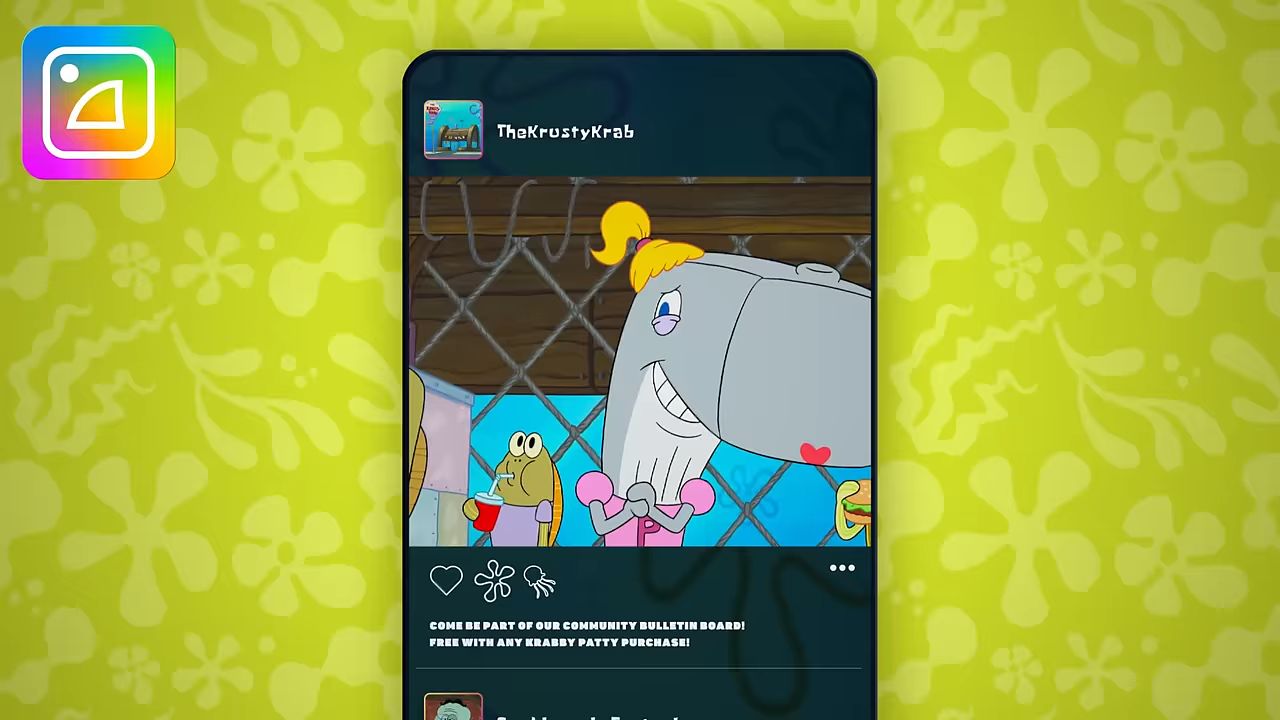 TheKrustyKrab
P
COME BE PART OF OUR COMMUNITY BULLETIN BOARD!
FREE WITH ANY KRABBY PATTY PURCHASE!